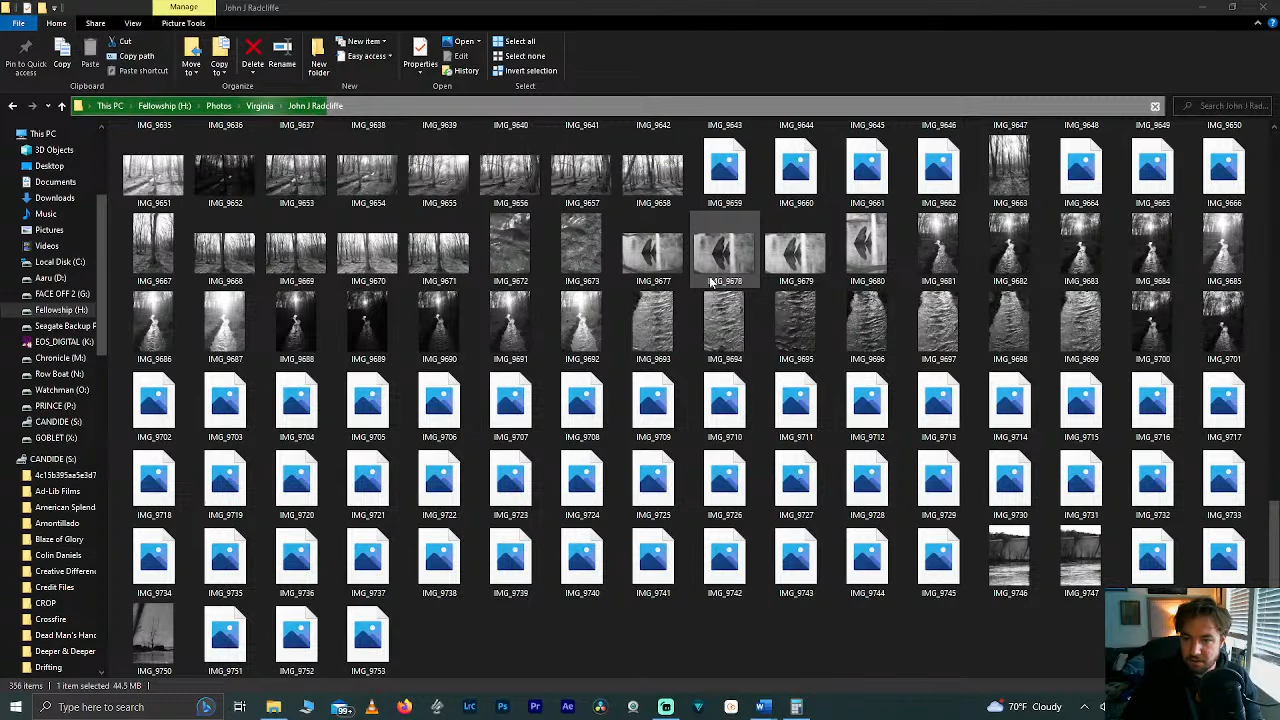 Manage
John J Radcliffe
File
Home
Share
View
Picture Tools
Pin to Quick access
Copy
Paste
Cut
Copy path
Paste shortcut
Clipboard
Move to
Copy to
Delete
Rename
Organize
New folder
New item
Easy access
New
Properties
Open
Edit
History
Open
Select all
Select none
Invert selection
Select
This PC
Fellowship (H:)
Photos
Virginia
John J Radcliffe
Search John J Rad...
This PC
3D Objects
Desktop
Documents
Downloads
Music
Pictures
Videos
Local Disk (C:)
Aaru (D:)
FACE OFF 2 (G:)
Fellowship (H:)
Seagate Backup P
EOS_DIGITAL (K:)
Chronicle (M:)
Row Boat (N:)
Watchman (O:)
PRINCE (P:)
CANDIDE (S:)
GOBLET (X:)
CANDIDE (S:)
4c15b395aa5e3d7
Ad-Lib Films
American Splend
Amontillado
Blaze of Glory
Colin Daniels
Creative Differenc
Credit Files
CROP
Crossfire
Dead Man's Hand
Deeper & Deeper
Drifting
IMG_9635 IMG_9636 IMG_9637 IMG_9638 IMG_9639 IMG_9640 IMG_9641 IMG_9642 IMG_9643 IMG_9644 IMG_9645 IMG_9646 IMG_9647 IMG_9648 IMG_9649 IMG_9650
IMG_9651 IMG_9652 IMG_9653 IMG_9654 IMG_9655 IMG_9656 IMG_9657 IMG_9658 IMG_9659 IMG_9660 IMG_9661 IMG_9662 IMG_9663 IMG_9664 IMG_9665 IMG_9666
IMG_9667 IMG_9668 IMG_9669 IMG_9670 IMG_9671 IMG_9672 IMG_9673 IMG_9677 IMG_9678 IMG_9679 IMG_9680 IMG_9681 IMG_9682 IMG_9683 IMG_9684 IMG_9685
IMG_9686 IMG_9687 IMG_9688 IMG_9689 IMG_9690 IMG_9691 IMG_9692 IMG_9693 IMG_9694 IMG_9695 IMG_9696 IMG_9697 IMG_9698 IMG_9699 IMG_9700 IMG_9701
IMG_9702 IMG_9703 IMG_9704 IMG_9705 IMG_9706 IMG_9707 IMG_9708 IMG_9709 IMG_9710 IMG_9711 IMG_9712 IMG_9713 IMG_9714 IMG_9715 IMG_9716 IMG_9717
IMG_9718 IMG_9719 IMG_9720 IMG_9721 IMG_9722 IMG_9723 IMG_9724 IMG_9725 IMG_9726 IMG_9727 IMG_9728 IMG_9729 IMG_9730 IMG_9731 IMG_9732 IMG_9733
IMG_9734 IMG_9735 IMG_9736 IMG_9737 IMG_9738 IMG_9739 IMG_9740 IMG_9741 IMG_9742 IMG_9743 IMG_9744 IMG_9745 IMG_9746 IMG_9747
IMG_9750 IMG_9751 IMG_9752 IMG_9753
356 items
1 item selected 44.5 MB
Type here to search
99+
Lrc
Ps
Pr
Ae
70°F Cloudy